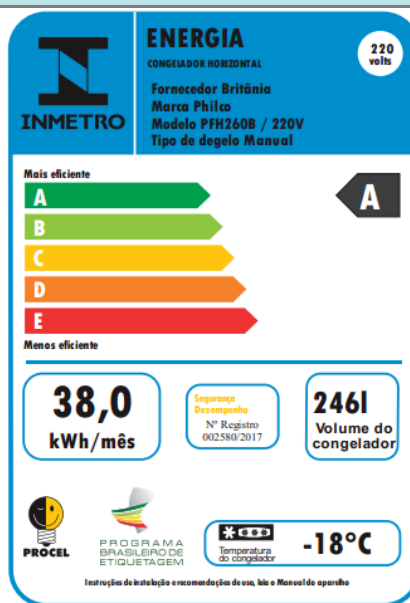 ENERGIA
CONGELADOR HORIZONTAL
220
volts
Fornecedor Britânia
Marca Philco
Modelo PFH260B / 220V
Tipo de degelo Manual
INMETRO
Mais eficiente
A
A
B
C
D
E
Menos eficiente
38,0
kWh/mês
Segurança
Desempenho
Nº Registro
002580/2017
246l
Volume do
congelador
PROCEL
PROGRAMA
BRASILEIRO DE
ETIQUETAGEM
Temperatura
do congelador
-18°C
Instruções de instalação e recomendações de uso, leia o Manual do aparelho